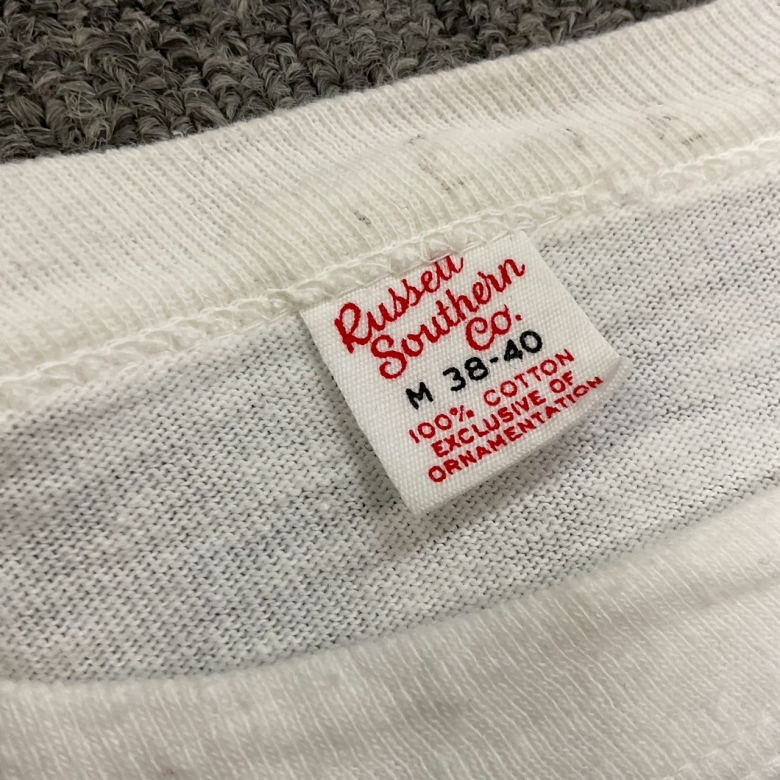 Russell
Southern
Co.
M 38-40
100% COTTON
EXCLUSIVE OF
ORNAMENTATION